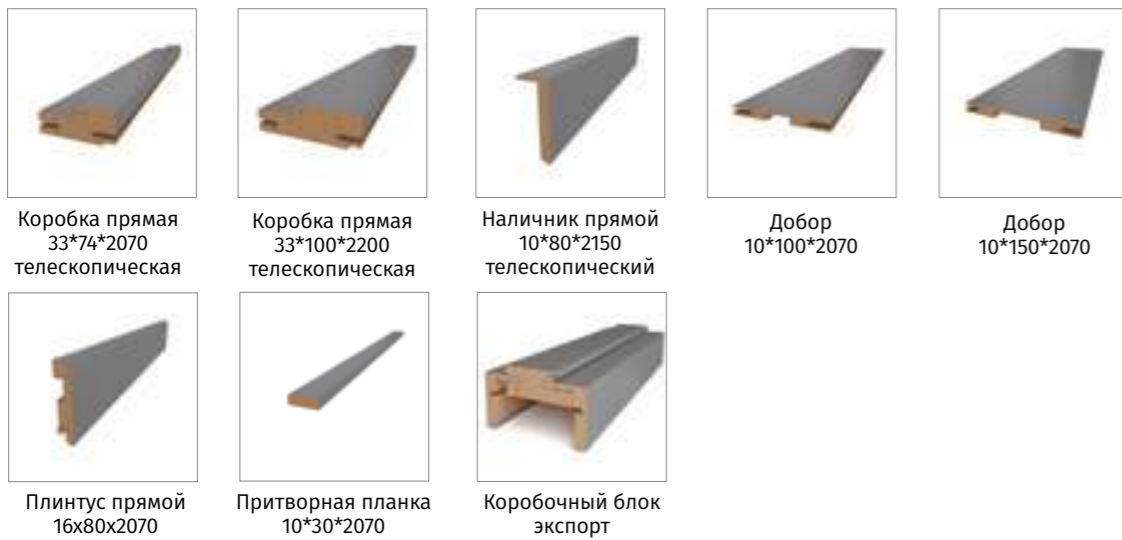 Коробка прямая
33*74*2070
телескопическая
Коробка прямая
33*100*2200
телескопическая
Наличник прямой
10*80*2150
телескопический
Добор
10*100*2070
Добор
10*150*2070
Плинтус прямой
16х80х2070
Притворная планка
10*30*2070
Коробочный блок
экспорт